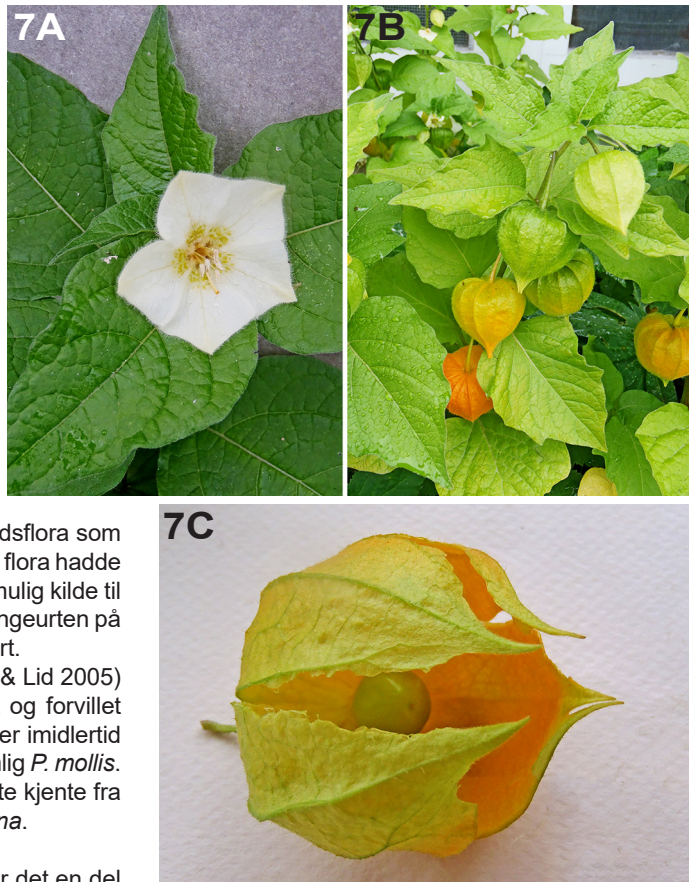 7A
7B
7C
dsflora som
flora hadde
mulig kilde til
ngeurten på
rt.
& Lid 2005)
og forvillet
er imidlertid
lig P. mollis.
te kjente fra
na.
r det en del